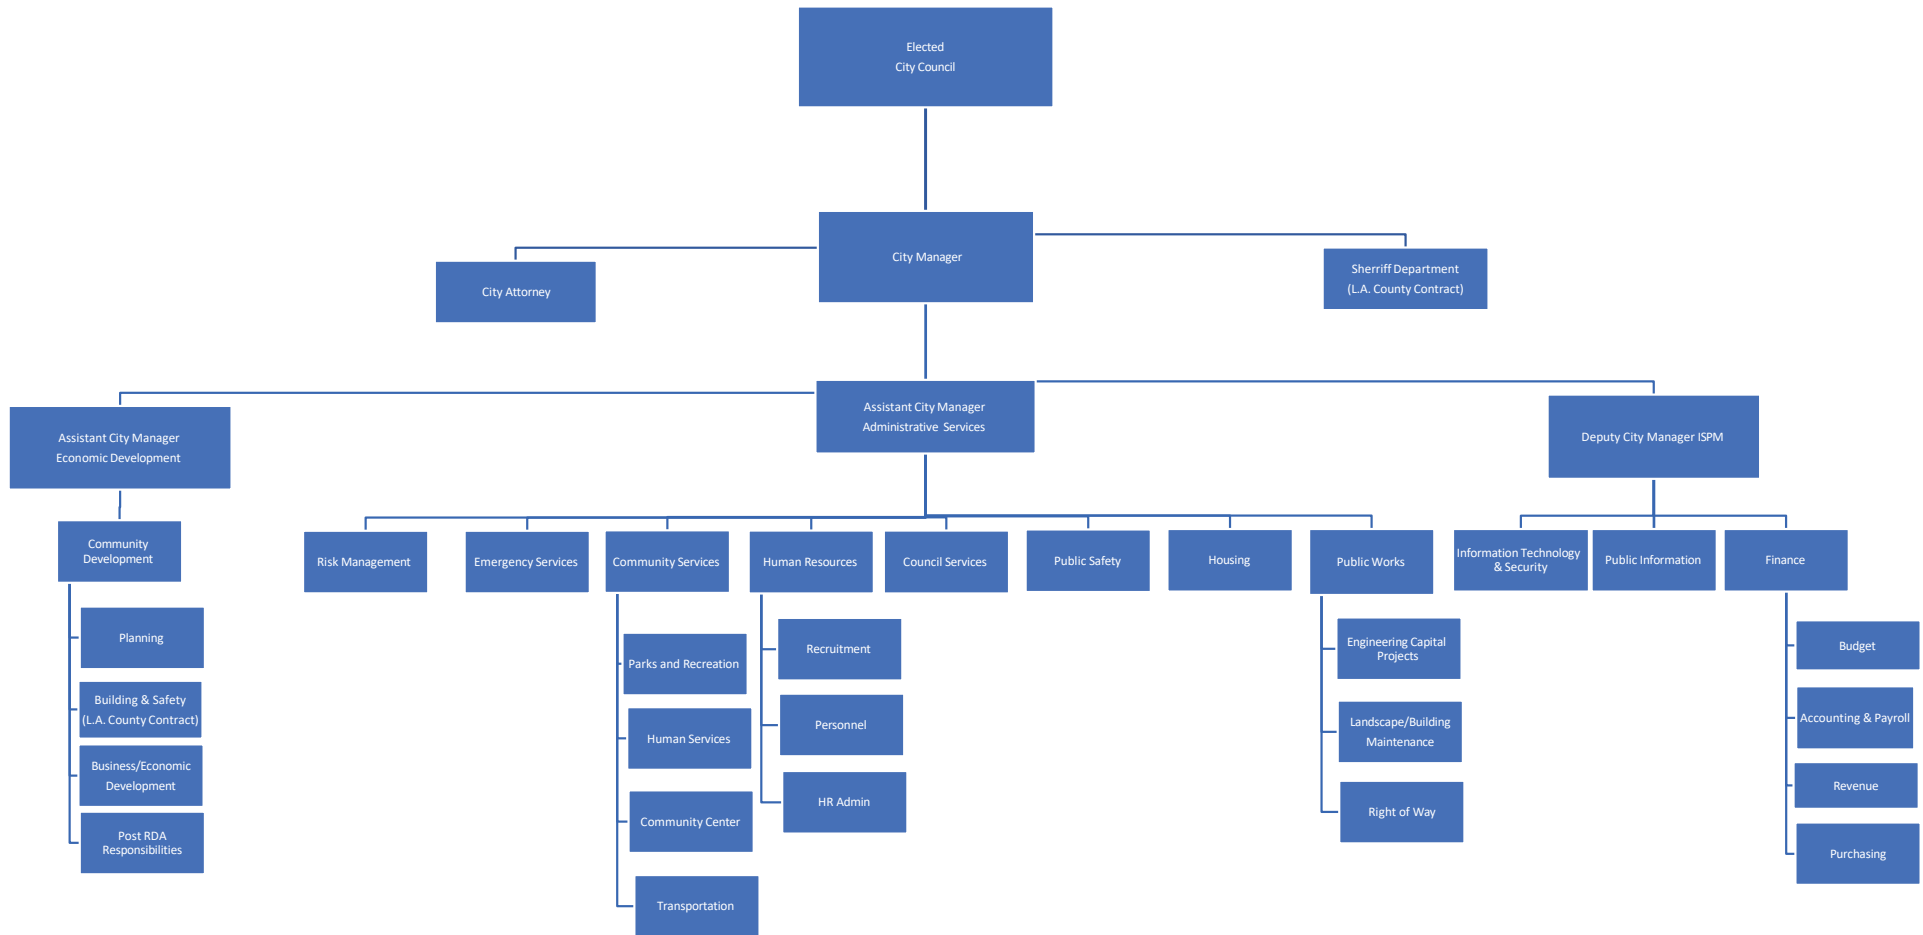 Elected
City Council
City Manager
City Attorney
Sherriff Department
(L.A. County Contract)
Assistant City Manager
Administrative Services
Assistant City Manager
Economic Development
Deputy City Manager ISPM
Community
Development
Risk Management
Emergency Services
Community Services
Human Resources
Council Services
Public Safety
Housing
Public Works
Information Technology
& Security
Public Information
Finance
Planning
Building & Safety
(L.A. County Contract)
Business/Economic
Development
Post RDA
Responsibilities
Parks and Recreation
Human Services
Community Center
Transportation
Recruitment
Personnel
HR Admin
Engineering Capital
Projects
Landscape/Building
Maintenance
Right of Way
Budget
Accounting & Payroll
Revenue
Purchasing